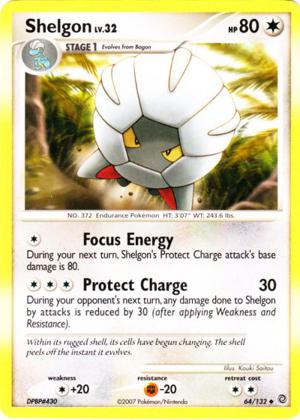 Shelgon LV.32
HP 80
STAGE 1 Evolves from Bagon
NO. 372 Endurance Pokémon HT: 3'07" WT: 243.6 lbs.
Focus Energy
During your next turn, Shelgon's Protect Charge attack's base
damage is 80.
Protect Charge 30
During your opponent's next turn, any damage done to Shelgon
by attacks is reduced by 30 (after applying Weakness and
Resistance).
Within its rugged shell, its cells have begun changing. The shell
peels off the instant it evolves.
Illus. Kouki Saitou
weakness resistance retreat cost
+20 -20
DPBP#430 ©2007 Pokémon/Nintendo 64/132